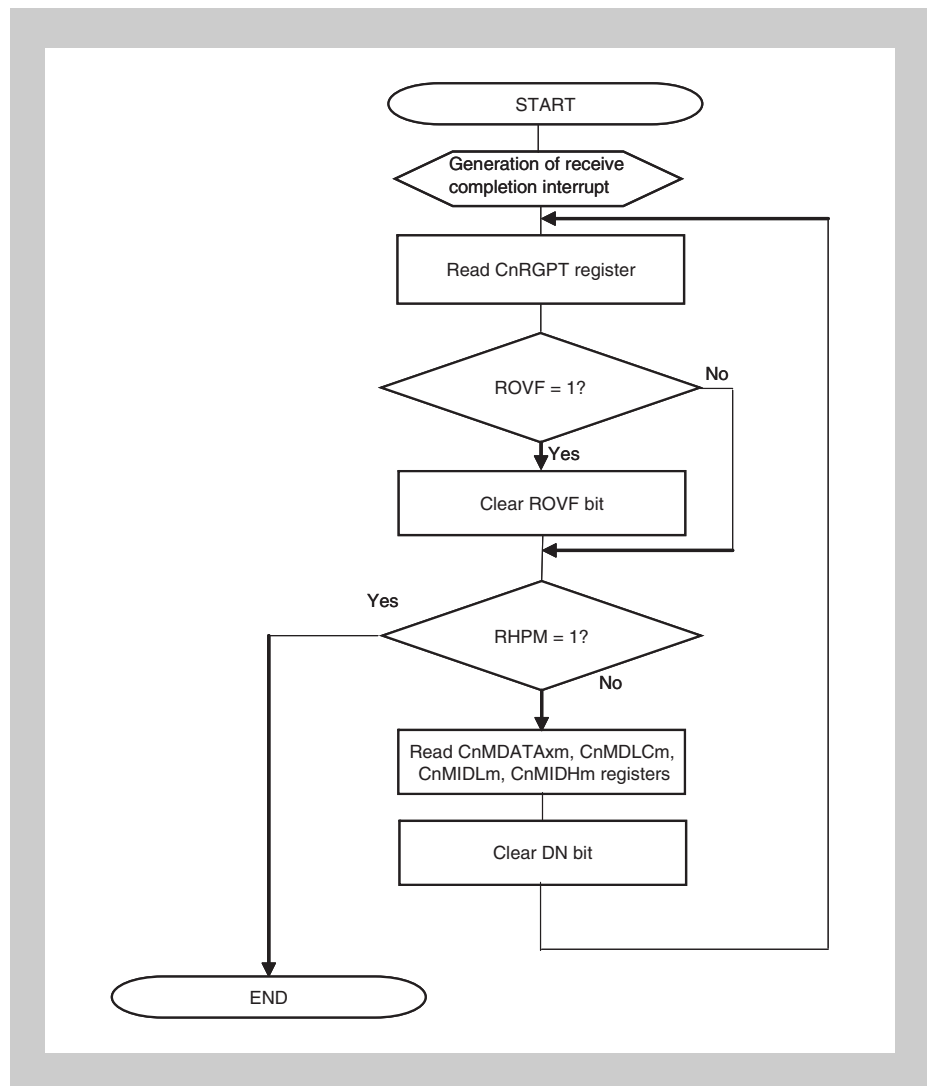 START
Generation of receive
completion interrupt
Read CnRGPT register
ROVF = 1?
No
Yes
Clear ROVF bit
Yes
RHPM = 1?
No
Read CnMDATAxm, CnMDLCm,
CnMIDLm, CnMIDHm registers
Clear DN bit
END